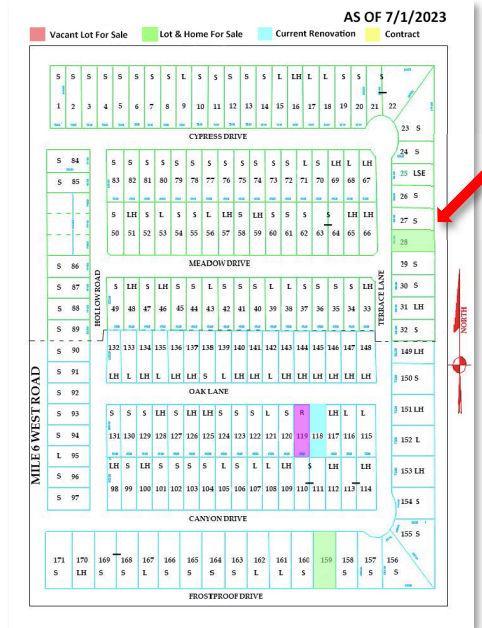 AS OF 7/1/2023
Vacant Lot For Sale Lot & Home For Sale Current Renovation Contract
S S S S S S S L S S S S S L LH L L S S S
1 2 3 4 5 6 7 8 9 10 11 12 13 14 15 16 17 18 19 20 21 22
CYPRESS DRIVE
23 S
24 S
25 LSE
26 S
27 S
28
29 S
30 S
31 LH
32 S
149 LH
150 S
151 LH
152 L
153 LH
154 S
155 S
S 84
S 85
S 86
S 87
S 88
S 89
S 90
S 91
S 92
S 93
S 94
L 95
S 96
S 97
S S S S S S S S S S S L S LH L LH
83 82 81 80 79 78 77 76 75 74 73 72 71 70 69 68 67
S LH S L S S L LH S LH S S S S LH LH
50 51 52 53 54 55 56 57 58 59 60 61 62 63 64 65 66
MEADOW DRIVE
HOLLOW ROAD
TERRACE LANE
NORTH
MILE 6 WEST ROAD
S LH S LH S L S S L S L L L S S S LH
49 48 47 46 45 44 43 42 51 40 39 38 37 36 35 34 33
132 133 134 135 136 137 138 139 140 141 142 143 144 145 146 147 148
LH L LH L LH LH S L S L L LH LH LH LH LH LH
OAK LANE
S S S LH S LH LH S S S L S R LH L L
131 130 129 128 127 126 125 124 123 122 121 120 119 118 117 116 115
LH S LH S S S L S L L LH LH S LH LH
98 99 100 101 102 103 104 105 106 107 108 109 110 111 112 113 114
CANYON DRIVE
171 170 169 168 167 166 165 164 163 162 161 160 159 158 157 156
S LH S S L S S S L L S S S S
FROSTPROOF DRIVE